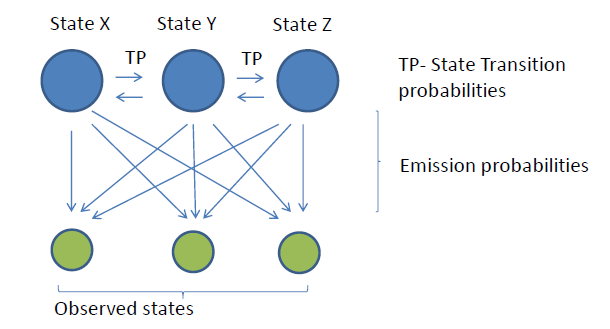 State X
State Y
State Z
TP
TP
TP- State Transition
probabilities
Emission probabilities
Observed states